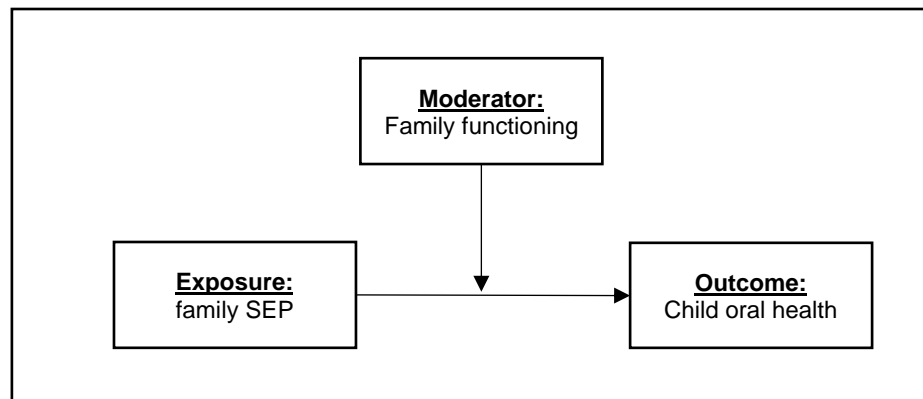 Moderator:
Family functioning
Exposure:
family SEP
Outcome:
Child oral health